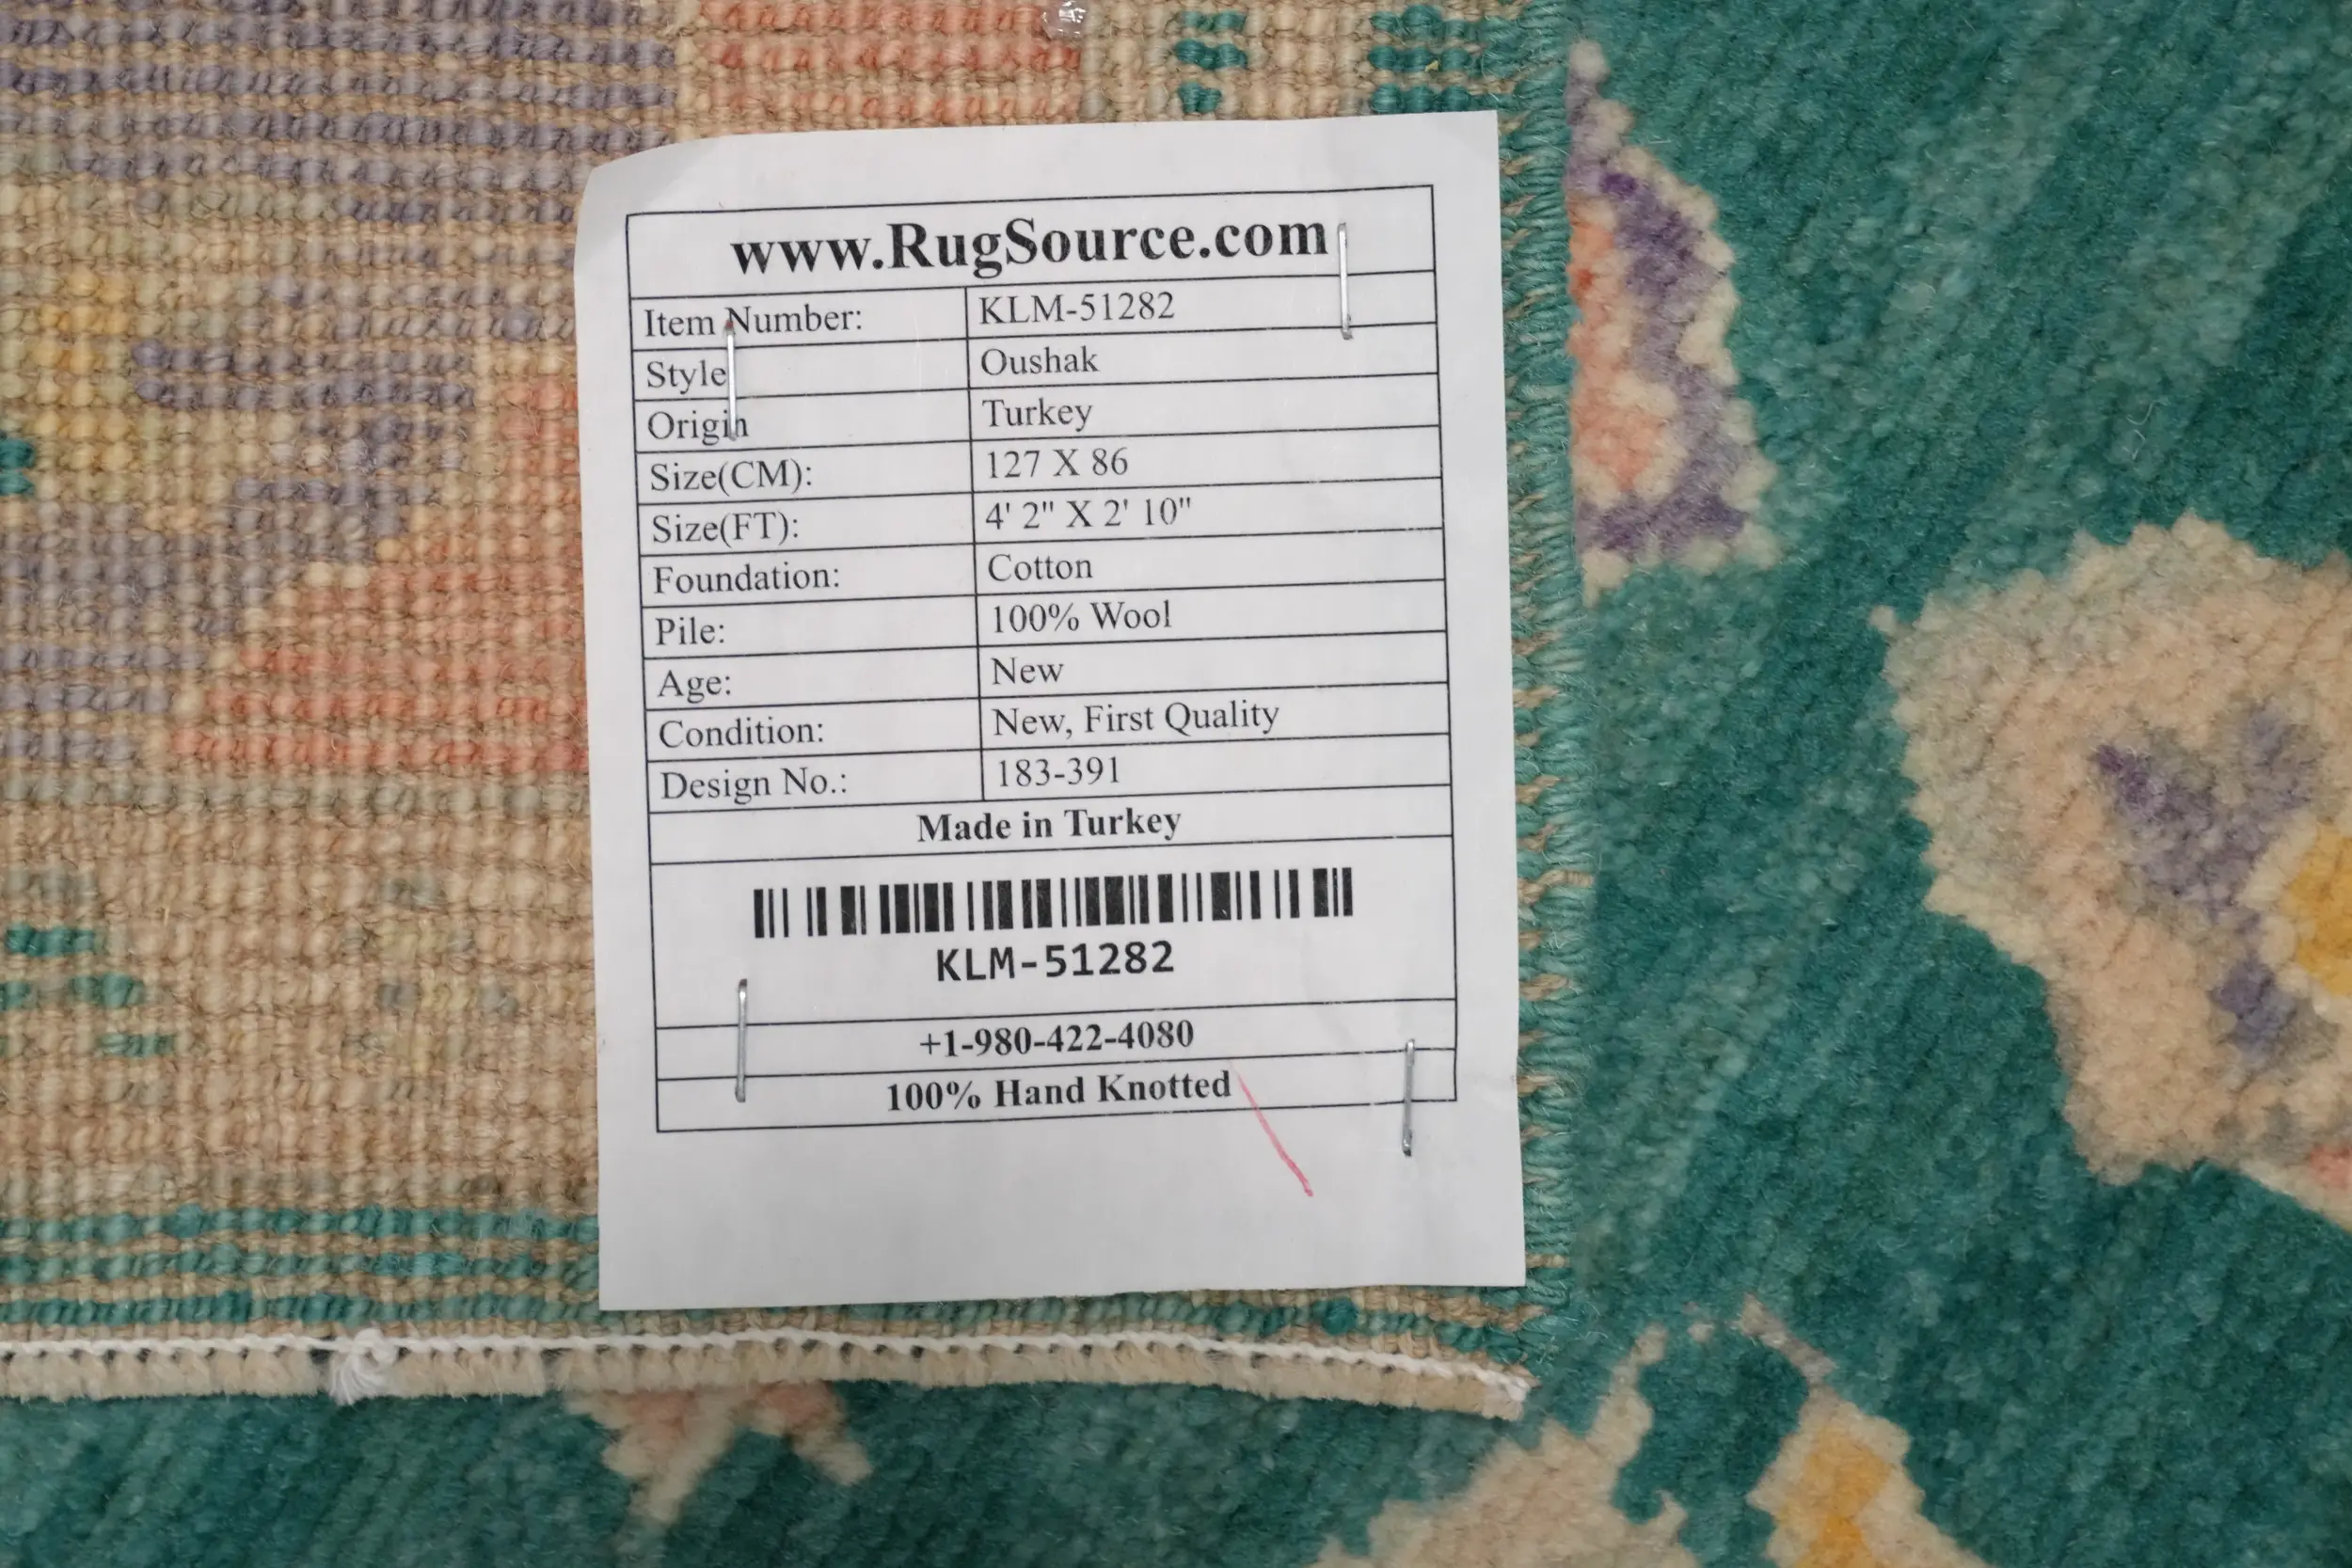 www.RugSource.com
Item Number: KLM-51282
Style Oushak
Origin Turkey
Size(CM): 127 X 86
Size(FT): 4' 2" X 2' 10"
Foundation: Cotton
Pile: 100% Wool
Age: New
Condition: New, First Quality
Design No.: 183-391
Made in Turkey
KLM-51282
+1-980-422-4080
100% Hand Knotted